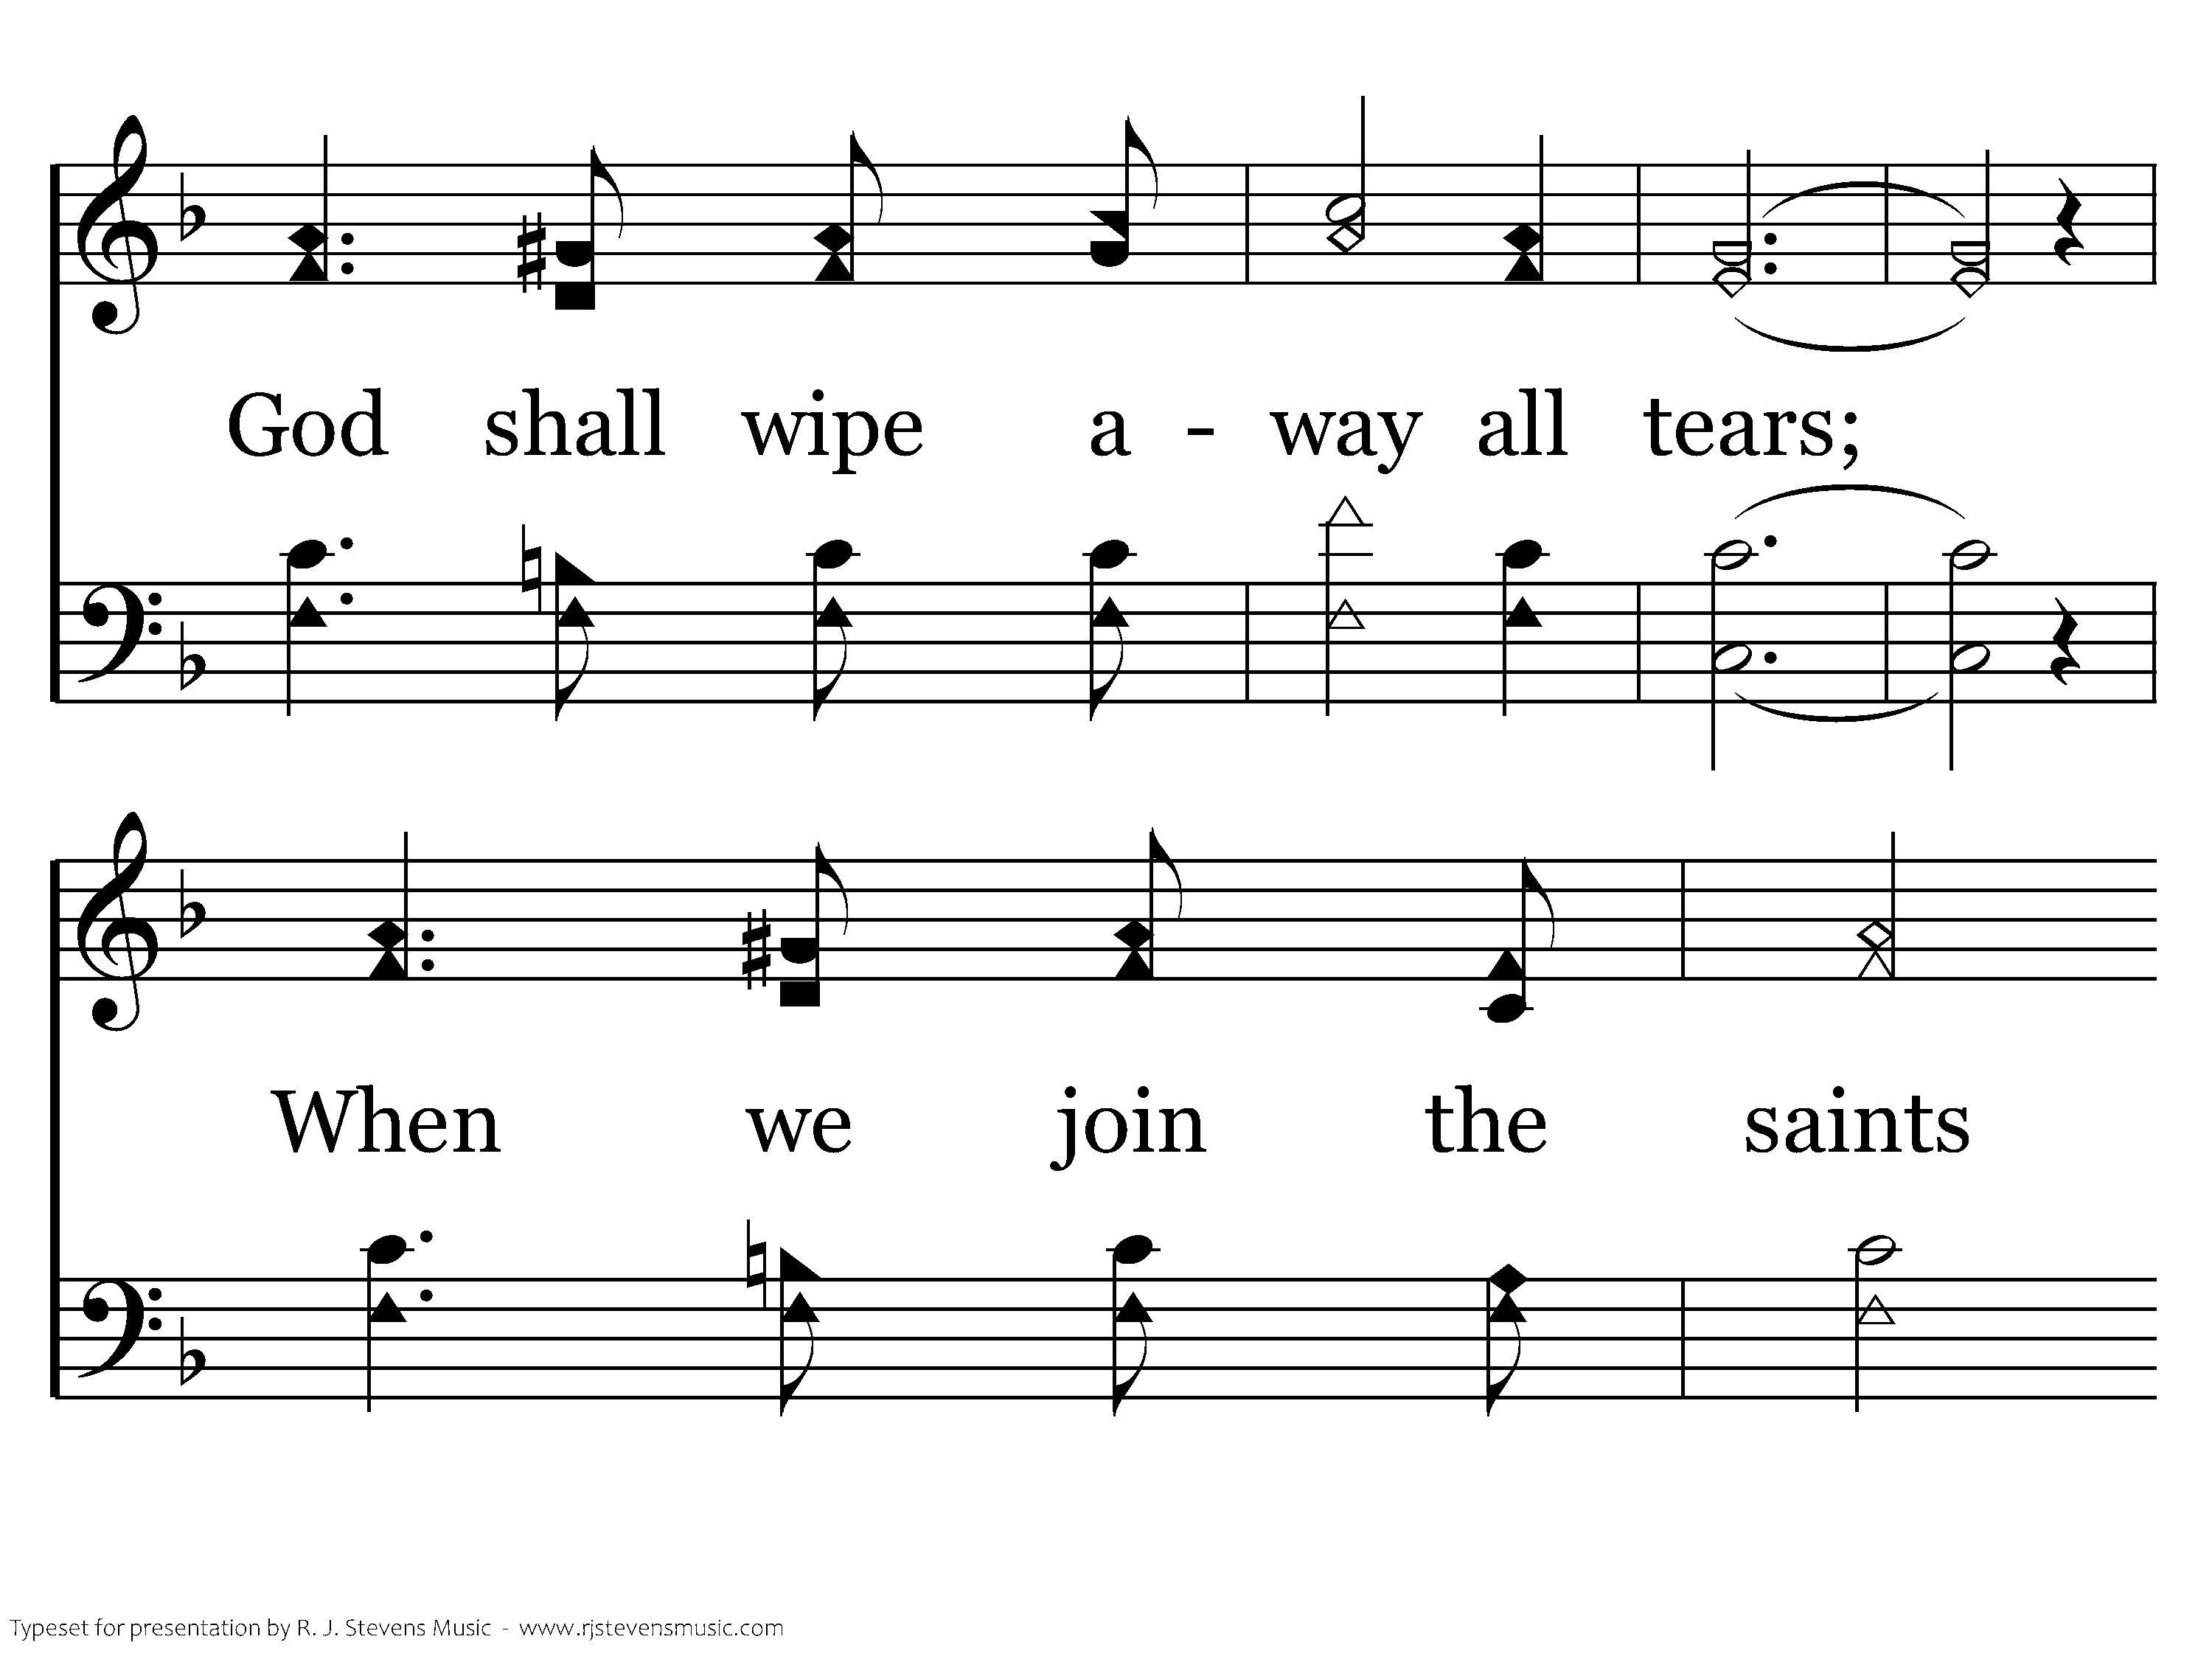 God shall wipe a - way all tears;
When we join the saints
Typeset for presentation by R. J. Stevens Music - www.rjstevensmusic.com